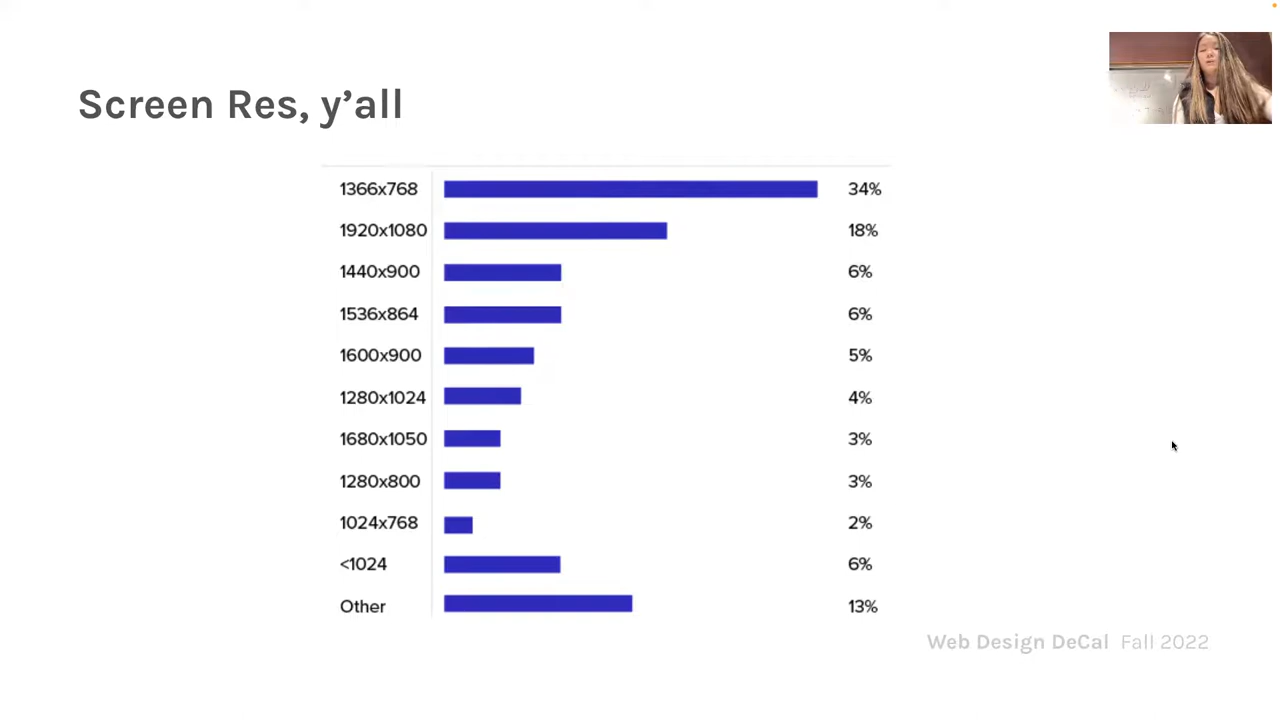 Screen Res, y’all
1366x768 34%
1920x1080 18%
1440x900 6%
1536x864 6%
1600x900 5%
1280x1024 4%
1680x1050 3%
1280x800 3%
1024x768 2%
<1024 6%
Other 13%
Web Design DeCal Fall 2022